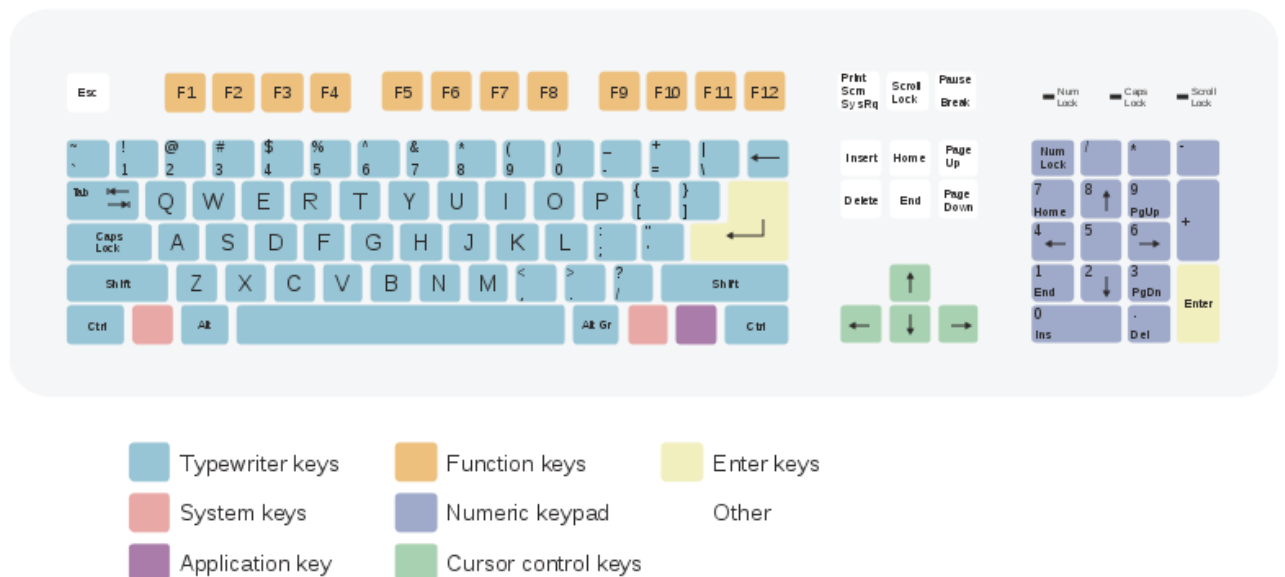 Esc F1 F2 F3 F4 F5 F6 F7 F8 F9 F10 F11 F12
Print Scrn SysRq
Scroll Lock
Pause Break
Num Lock
Caps Lock
Scroll Lock
~ ! @ # $ % ^ & * ( ) _ + |
` 1 2 3 4 5 6 7 8 9 0 - = \
Insert Home Page Up
Num Lock / * -
Tab Q W E R T Y U I O P { [ } ]
Delete End Page Down
7 Home 8 9 PgUp +
Caps Lock A S D F G H J K L : ; "
4 5 6
Shift Z X C V B N M < , > . ? / Shift
1 End 2 3 PgDn Enter
Ctrl Alt Alt Gr Ctrl
0 Ins . Del
Typewriter keys Function keys Enter keys
System keys Numeric keypad Other
Application key Cursor control keys